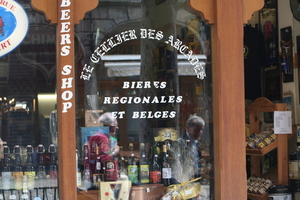 BEERS SHOP
LE CELLIER DES ARCADES
BIERES
REGIONALES
ET BELGES